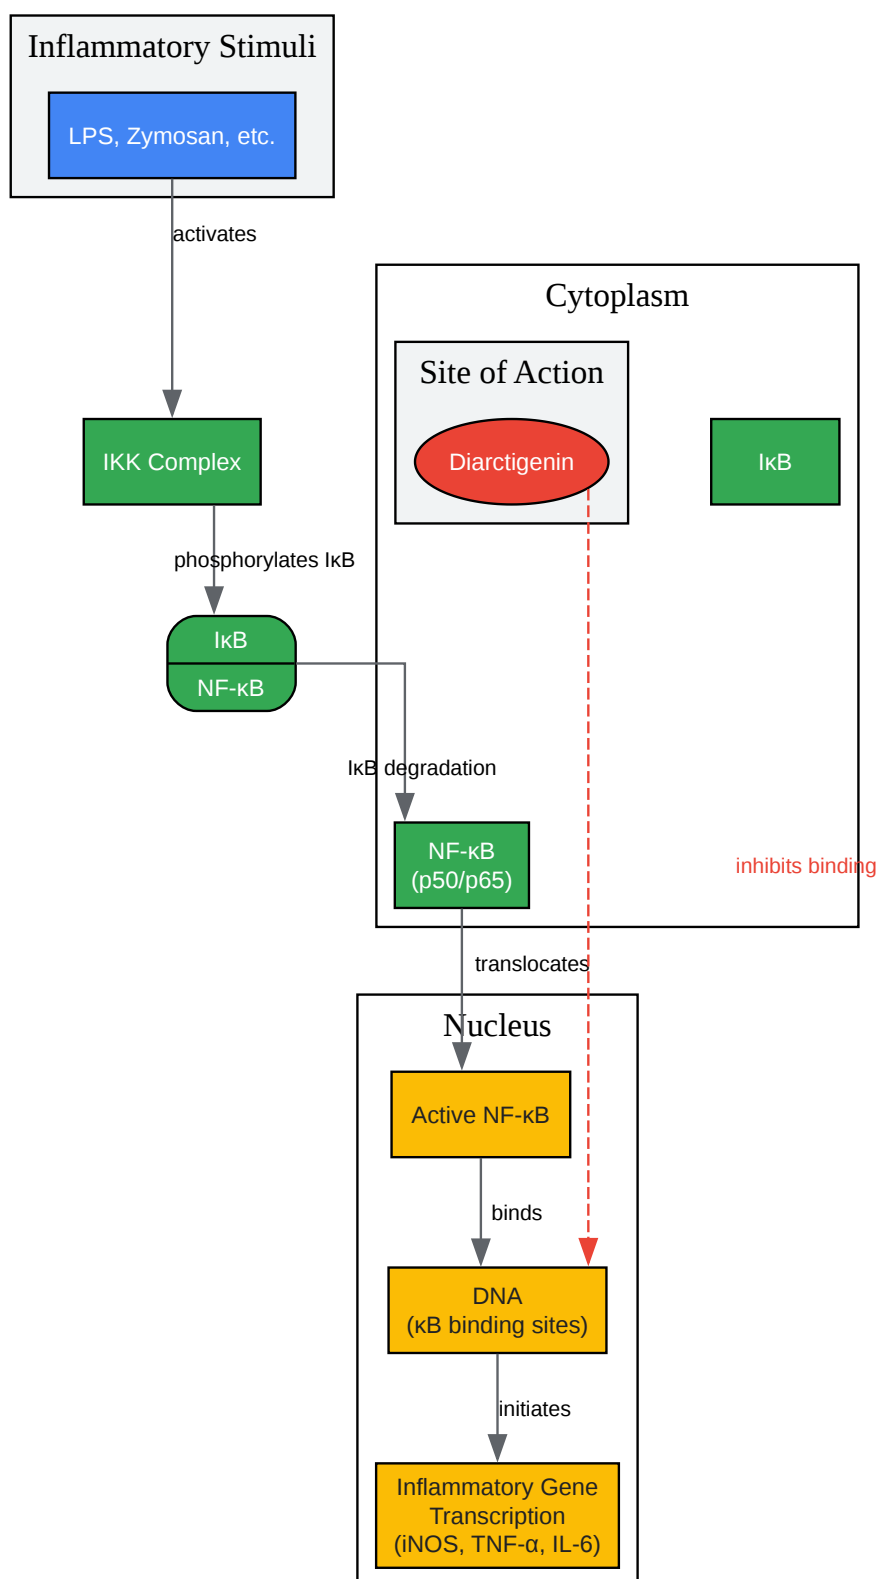 Inflammatory Stimuli
LPS, Zymosan, etc.
activates
Cytoplasm
Site of Action
IKK Complex
Diarctigenin
IκB
phosphorylates IκB
IκB
NF-κB
IκB degradation
NF-κB
(p50/p65)
inhibits binding
translocates
Nucleus
Active NF-κB
binds
DNA
(κB binding sites)
initiates
Inflammatory Gene
Transcription
(iNOS, TNF-α, IL-6)